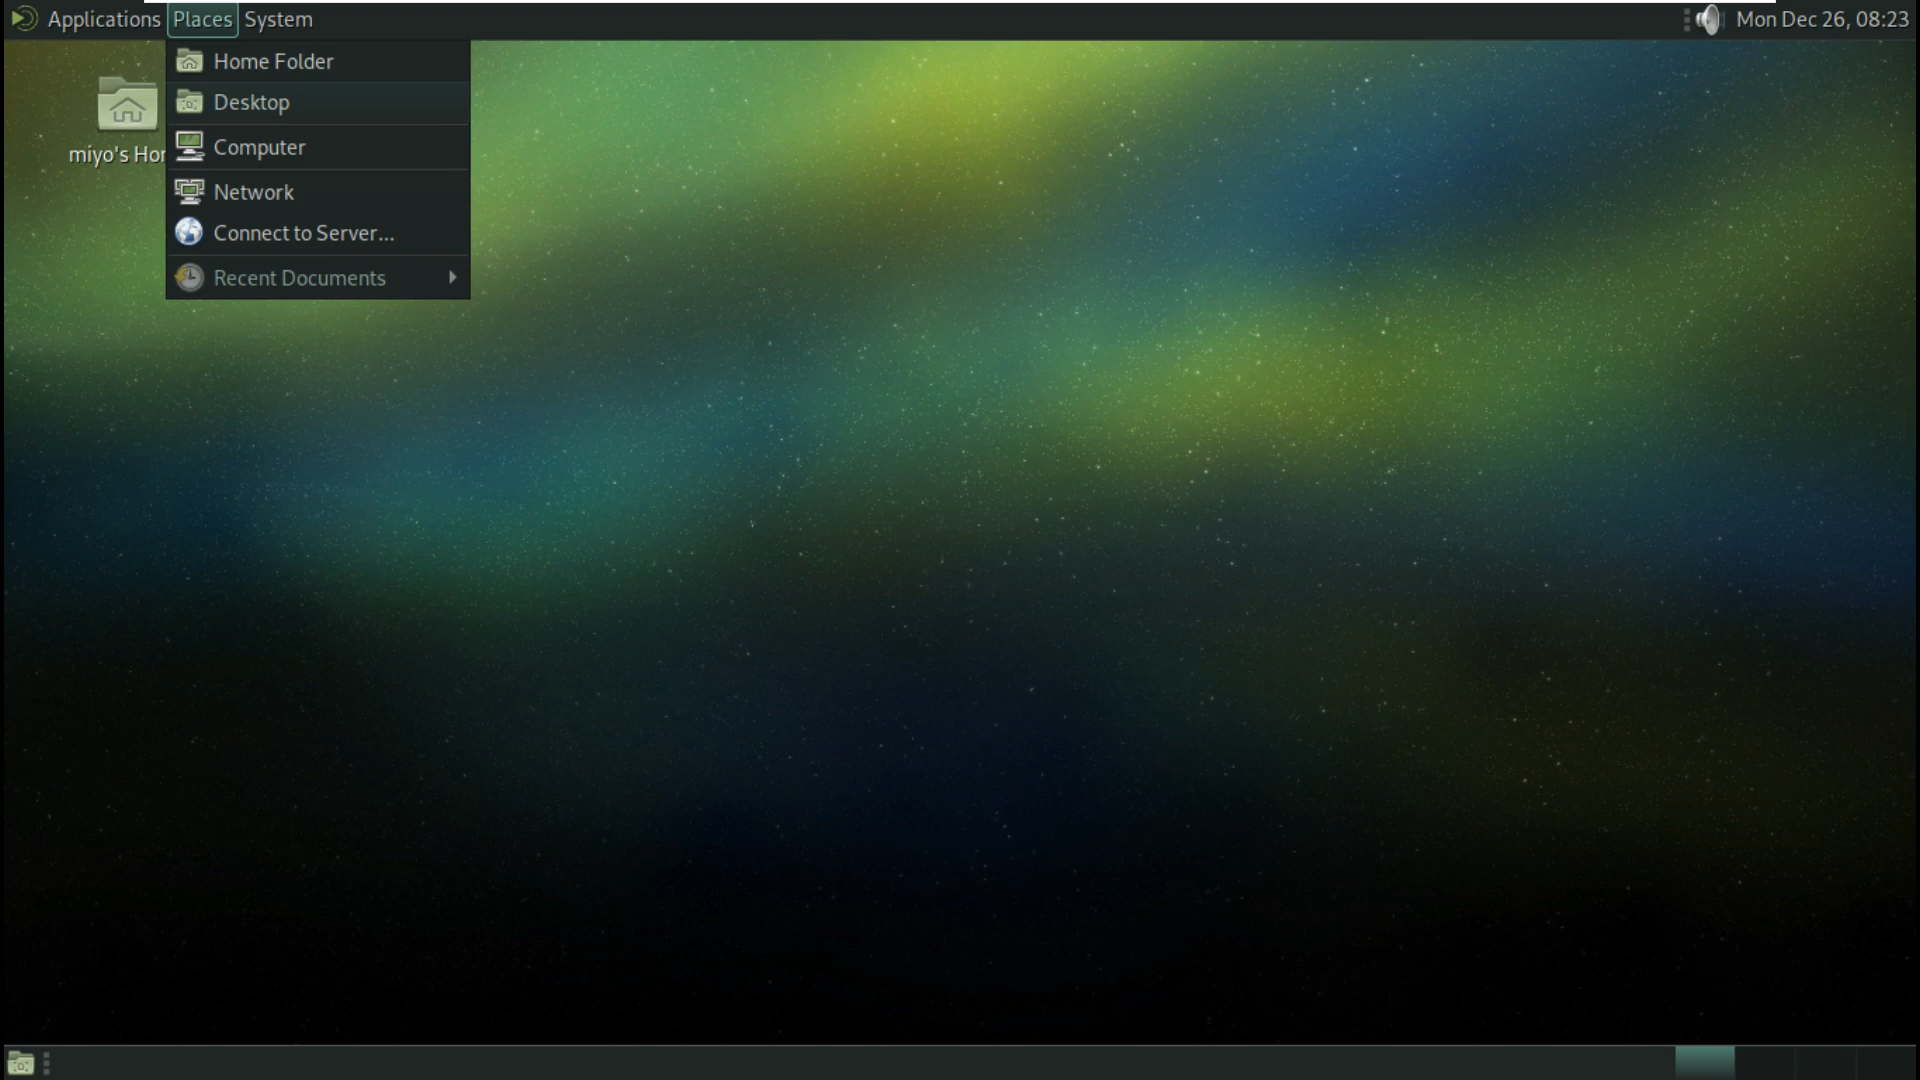 Applications Places System
Mon Dec 26, 08:23
Home Folder
Desktop
Computer
Network
Connect to Server...
Recent Documents
miyo's Hor